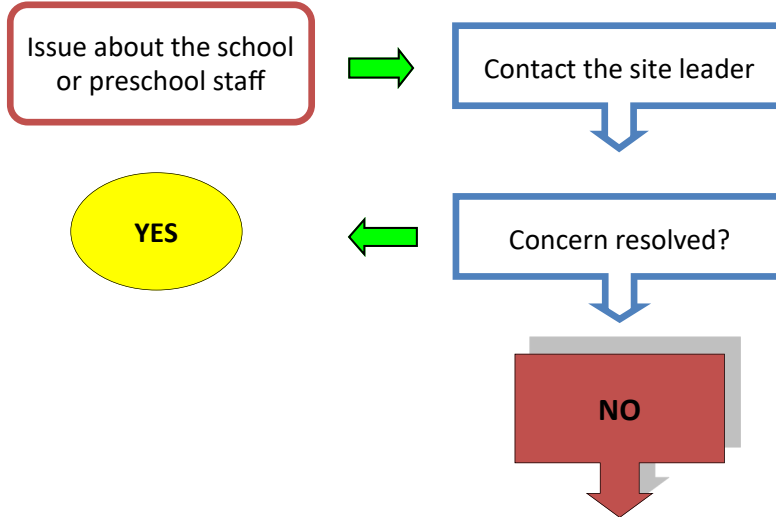 Issue about the school
or preschool staff
Contact the site leader
YES
Concern resolved?
NO